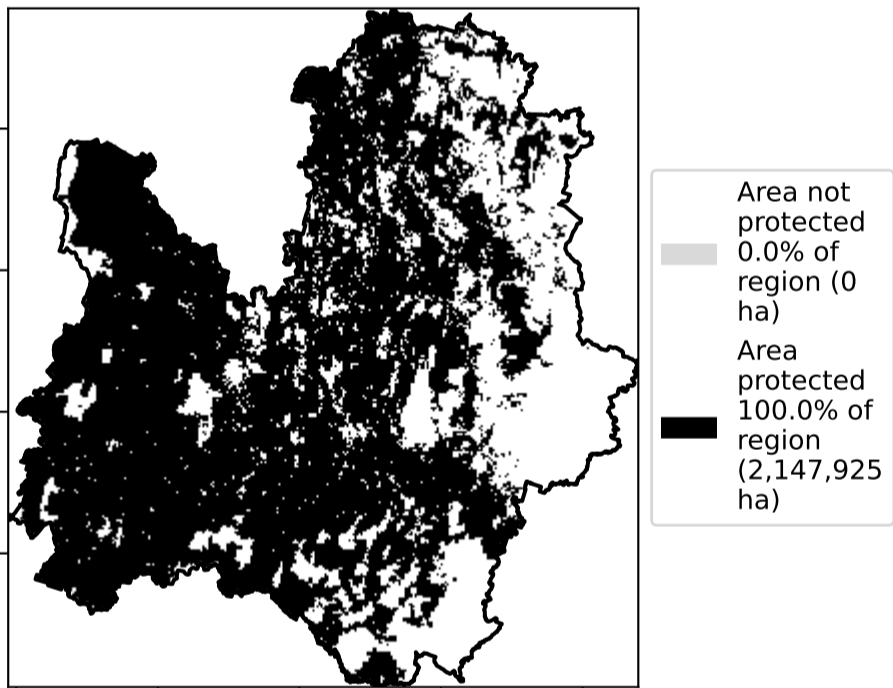 Area not
protected
0.0% of
region (0
ha)
Area
protected
100.0% of
region
(2,147,925
ha)